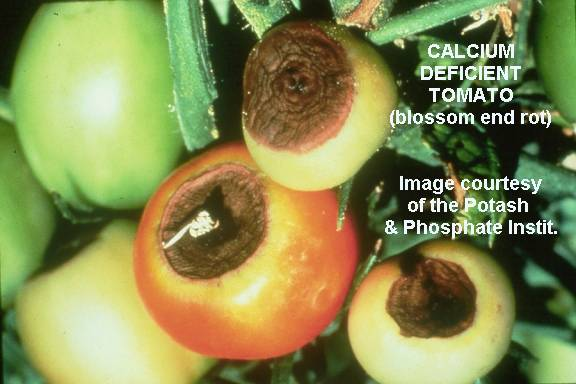 CALCIUM
DEFICIENT
TOMATO
(blossom end rot)
Image courtesy
of the Potash
& Phosphate Instit.